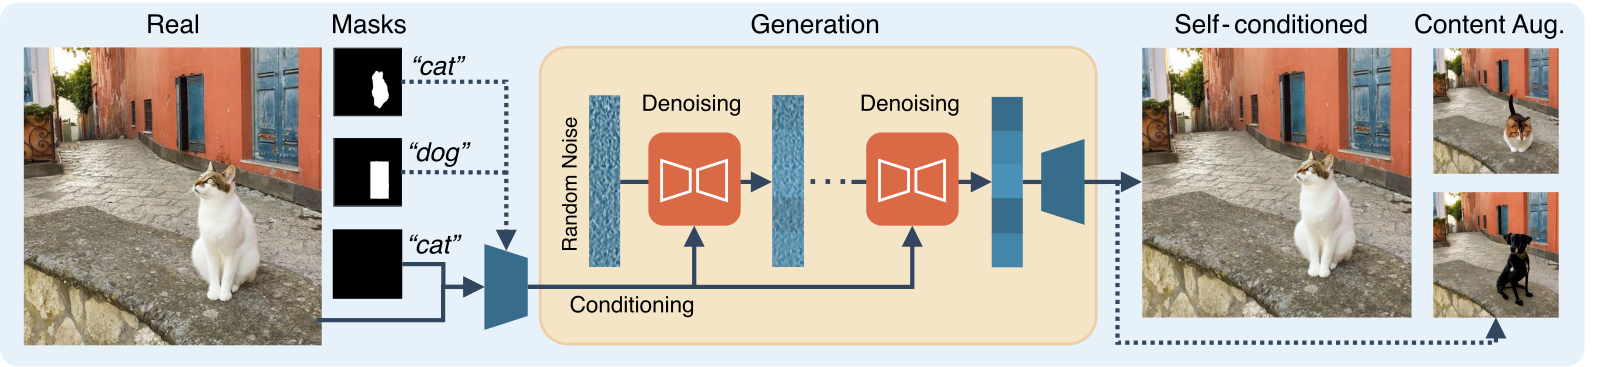 Real
Masks
Generation
Self-conditioned
Content Aug.
“cat”
“dog”
“cat”
Random Noise
Denoising
Denoising
Conditioning